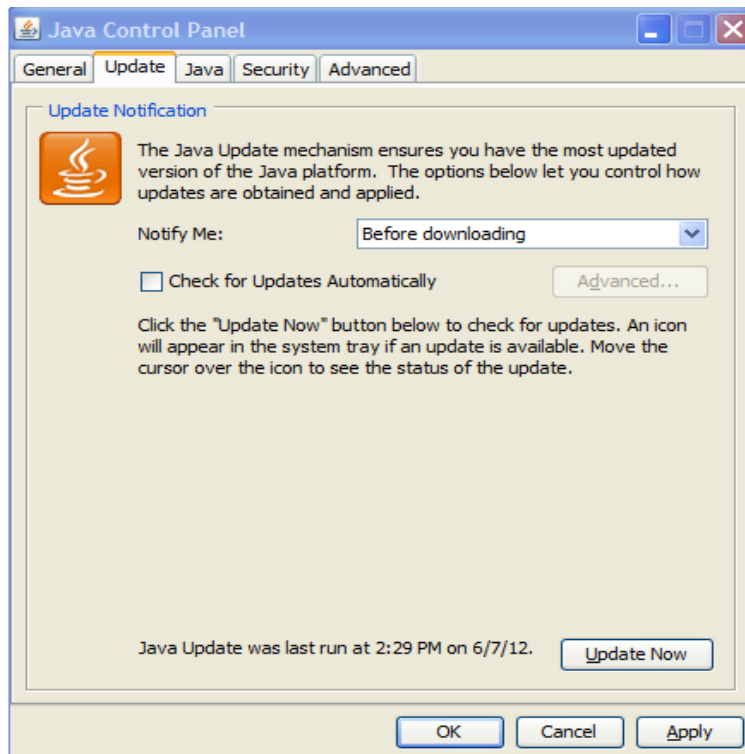 Java Control Panel
General Update Java Security Advanced
Update Notification
The Java Update mechanism ensures you have the most updated
version of the Java platform. The options below let you control how
updates are obtained and applied.
Notify Me: Before downloading
Check for Updates Automatically Advanced...
Click the "Update Now" button below to check for updates. An icon
will appear in the system tray if an update is available. Move the
cursor over the icon to see the status of the update.
Java Update was last run at 2:29 PM on 6/7/12. Update Now
OK Cancel Apply